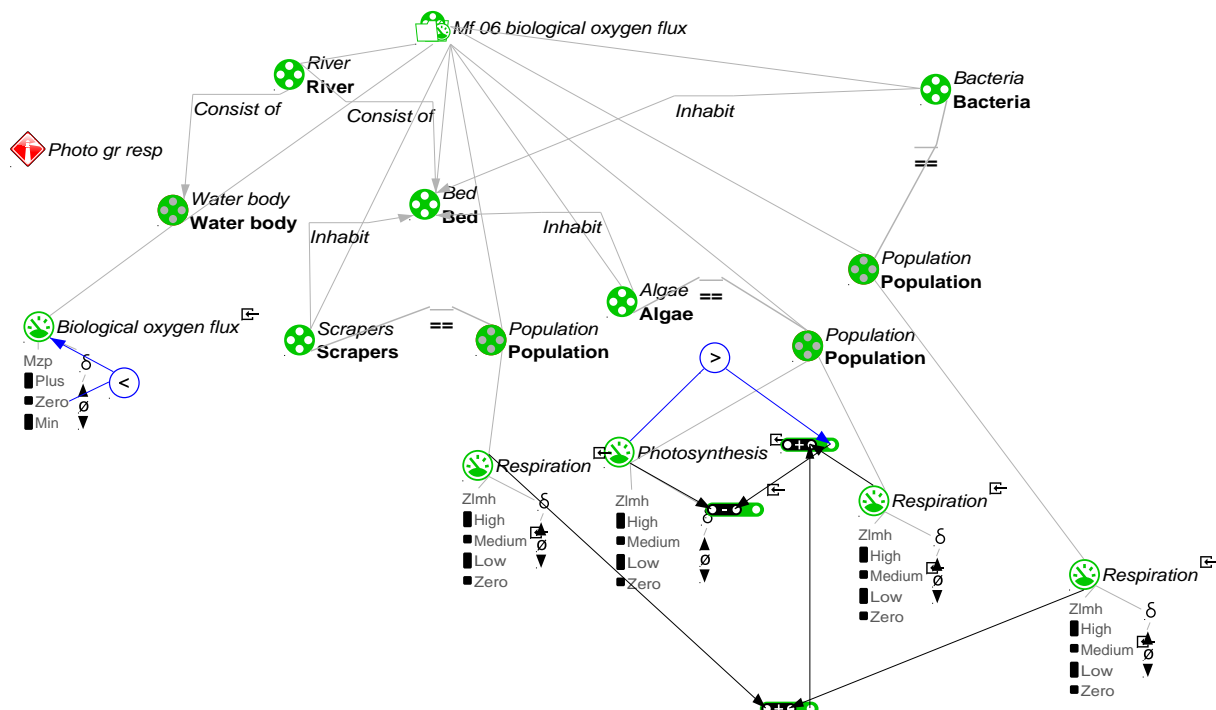 Mf 06 biological oxygen flux
River
River
Bacteria
Bacteria
Consist of
Consist of
Inhabit
Photo gr resp
==
Water body
Water body
Bed
Bed
Inhabit
Inhabit
Population
Population
Algae
Algae
==
Biological oxygen flux
Scrapers
Scrapers
==
Population
Population
Population
Population
>
Mzp
δ
Plus
<
Zero
ø
Min
Photosynthesis
+
Respiration
Respiration
Zlmh
δ
High
Medium
ø
Low
Zero
Zlmh
δ
High
Medium
ø
Low
Zero
-
Zlmh
δ
High
Medium
ø
Low
Zero
Respiration
Zlmh
δ
High
Medium
ø
Low
Zero
+